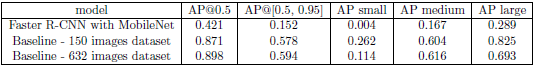 model AP@0.5 AP@[0.5, 0.95] AP small AP medium AP large
Faster R-CNN with MobileNet 0.421 0.152 0.004 0.167 0.289
Baseline - 150 images dataset 0.871 0.578 0.262 0.604 0.825
Baseline - 632 images dataset 0.898 0.594 0.114 0.616 0.693